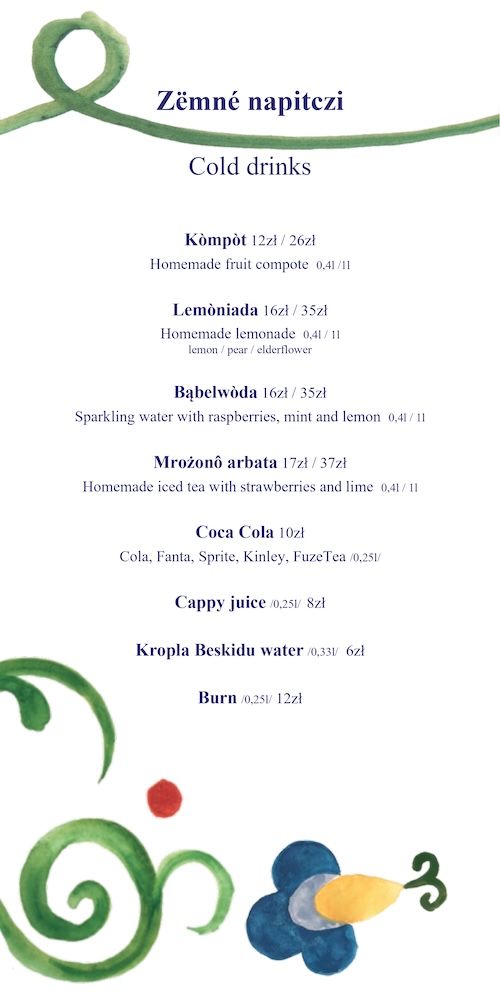 Zëmné napitczi
Cold drinks
Kòmpòt 12zł / 26zł
Homemade fruit compote 0,4l /1l
Lemòniada 16zł / 35zł
Homemade lemonade 0,4l / 1l
lemon / pear / elderflower
Bąbelwòda 16zł / 35zł
Sparkling water with raspberries, mint and lemon 0,4l / 1l
Mrożonô arbata 17zł / 37zł
Homemade iced tea with strawberries and lime 0,4l / 1l
Coca Cola 10zł
Cola, Fanta, Sprite, Kinley, FuzeTea /0,25l/
Cappy juice /0,25l/ 8zł
Kropla Beskidu water /0,33l/ 6zł
Burn /0,25l/ 12zł